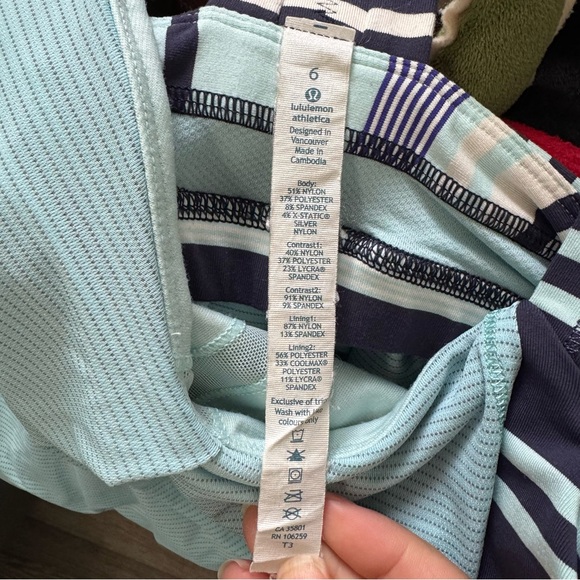 6
lululemon
athletica
Designed in
Vancouver
Made in
Cambodia
Body:
51% NYLON
37% POLYESTER
8% SPANDEX
4% X-STATIC®
SILVER
NYLON
Contrast1:
40% NYLON
37% POLYESTER
23% LYCRA®
SPANDEX
Contrast2:
91% NYLON
9% SPANDEX
Lining1:
87% NYLON
13% SPANDEX
Lining2:
56% POLYESTER
33% COOLMAX®
POLYESTER
11% LYCRA®
SPANDEX
Exclusive of
Wash with
colours only
CA 35801
RN 106259
T3